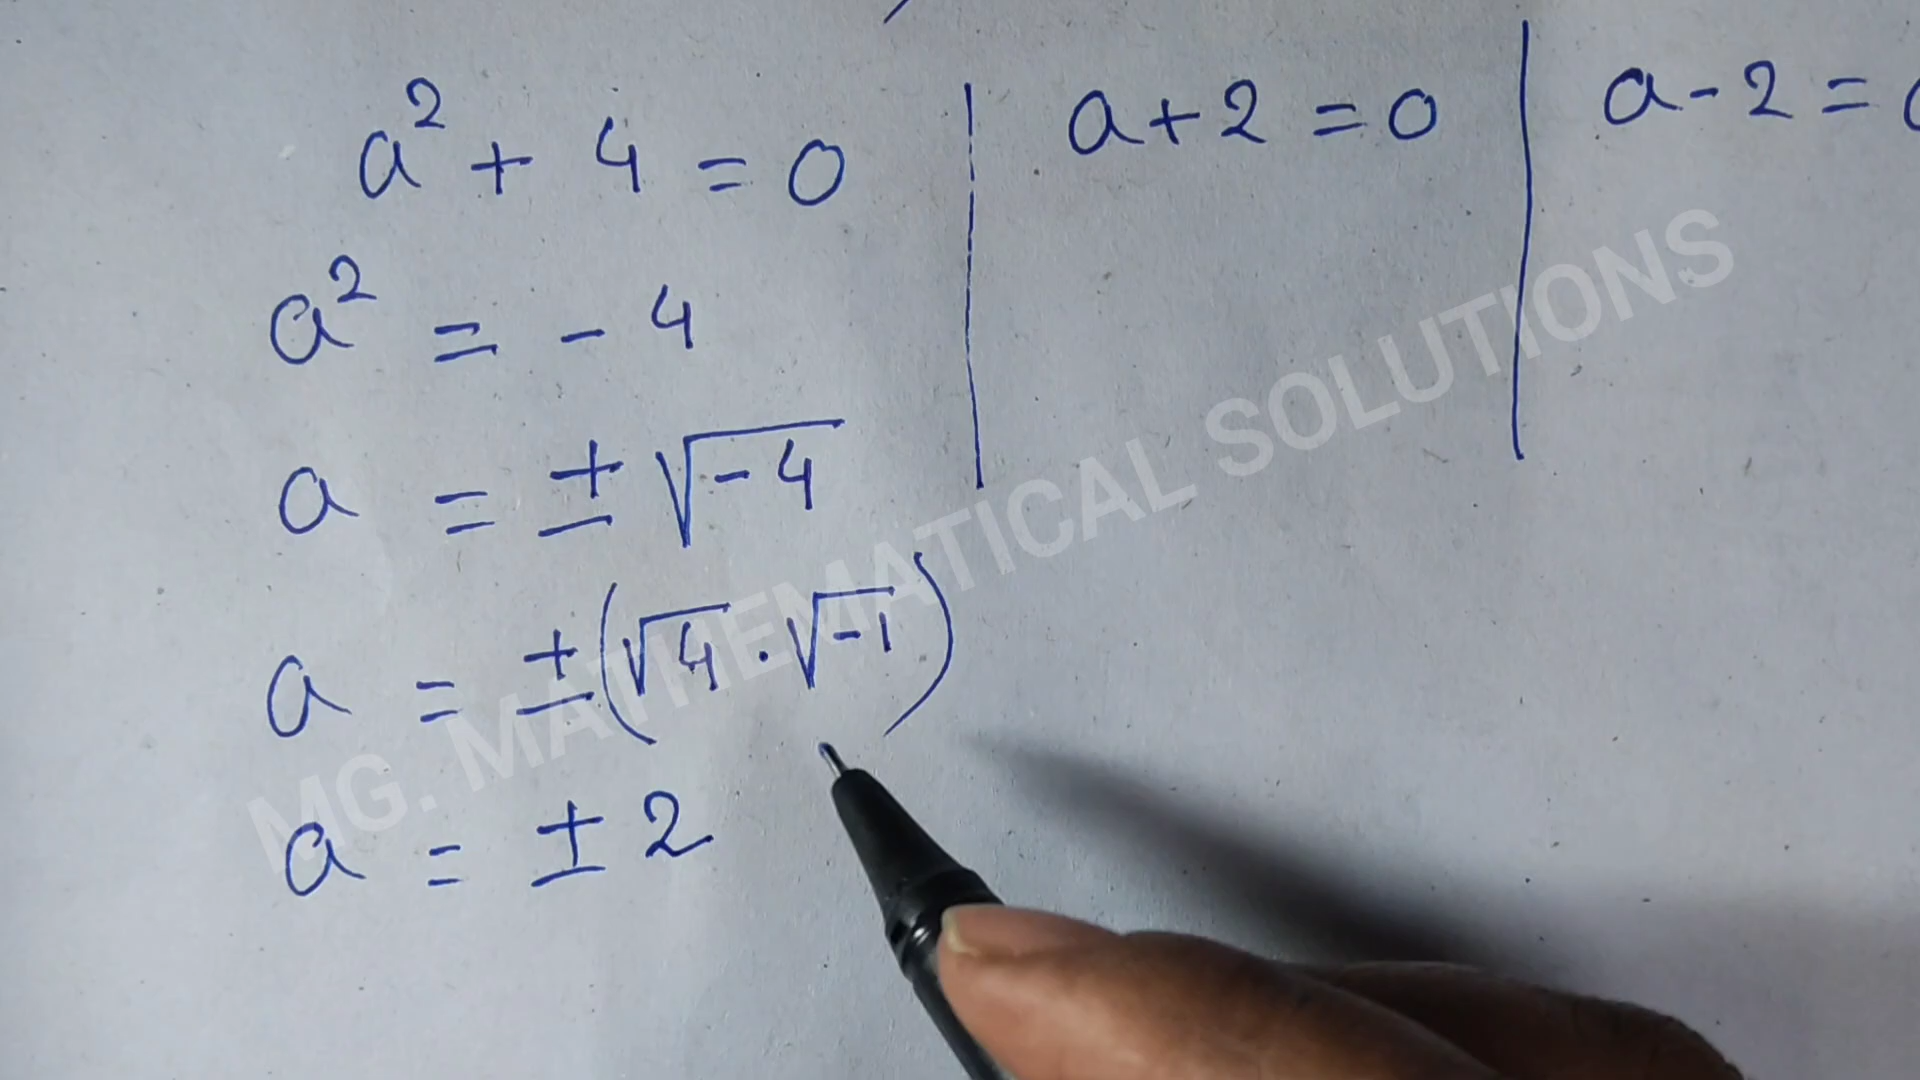 a² + 4 = 0
a² = - 4
a = ± √-4
a = ± (√4 . √-1)
a = ± 2
a + 2 = 0
a - 2 =
MG. MATHEMATICAL SOLUTIONS